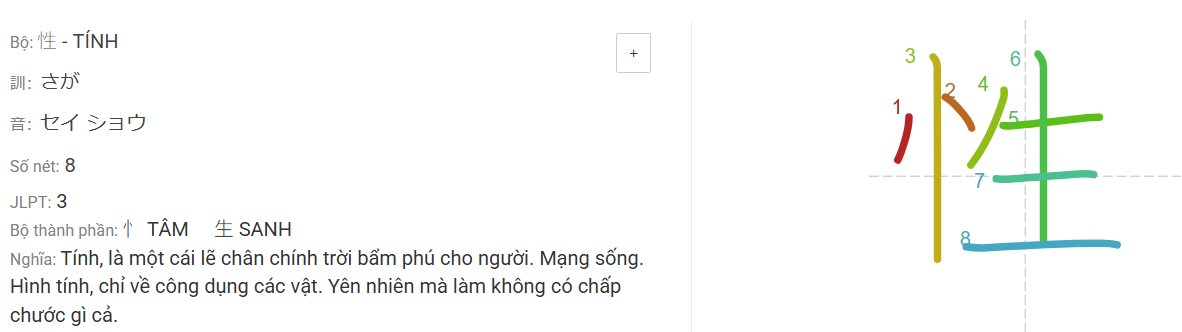 Bộ: 性 - TÍNH
+
訓: さが
音: セイ ショウ
Số nét: 8
JLPT: 3
Bộ thành phần: 忄 TÂM 生 SANH
Nghĩa: Tính, là một cái lẽ chân chính trời bẩm phú cho người. Mạng sống.
Hình tính, chỉ về công dụng các vật. Yên nhiên mà làm không có chấp
chước gì cả.
性
1
2
3
4
5
6
7
8